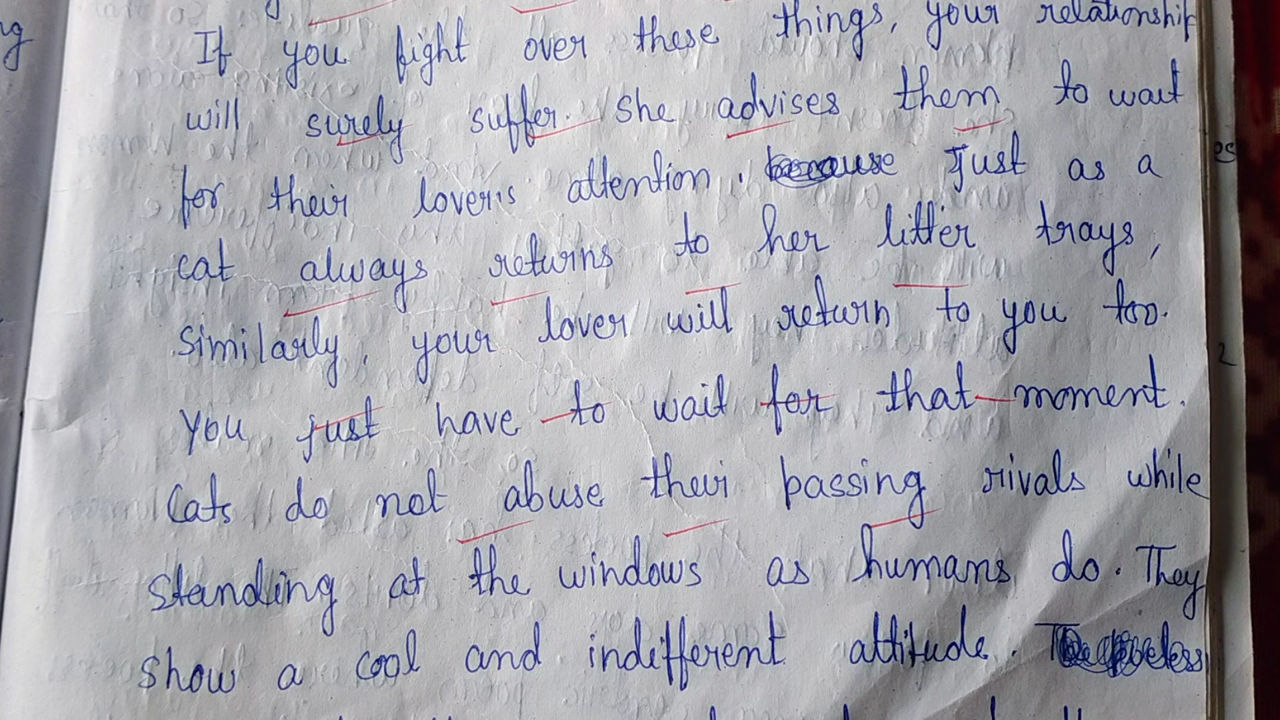 If you fight over these things, your relationship
will surely suffer. She advises them to wait
for their lover's attention. Just as a
cat always returns to her litter trays,
Similarly, your lover will return to you too.
You just have to wait for that moment.
Cats do not abuse their passing rivals while
standing at the windows as humans do. They
show a cool and indifferent attitude.